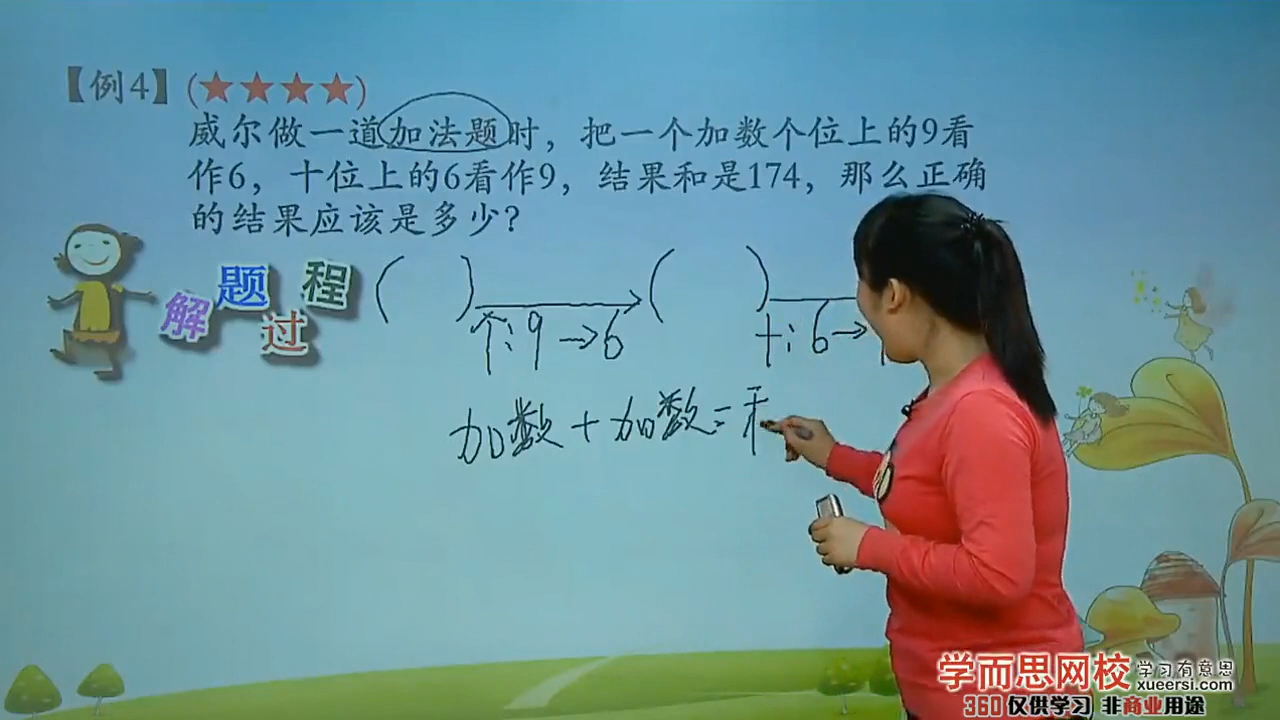 【例4】(★★★★)
威尔做一道加法题时，把一个加数个位上的9看
作6，十位上的6看作9，结果和是174，那么正确
的结果应该是多少？
解题过程
( ) ( )
个:9→6 十:6→
加数+加数=
学而思网校 学习有意思
xueersi.com
360仅供学习 非商业用途